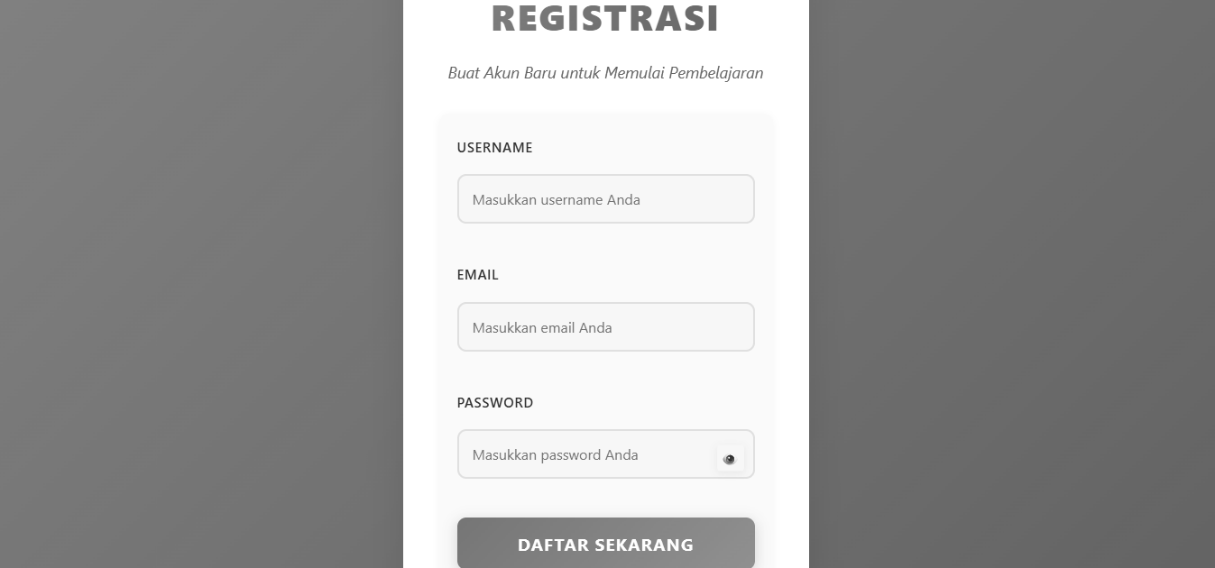 REGISTRASI
Buat Akun Baru untuk Memulai Pembelajaran
USERNAME
Masukkan username Anda
EMAIL
Masukkan email Anda
PASSWORD
Masukkan password Anda
DAFTAR SEKARANG